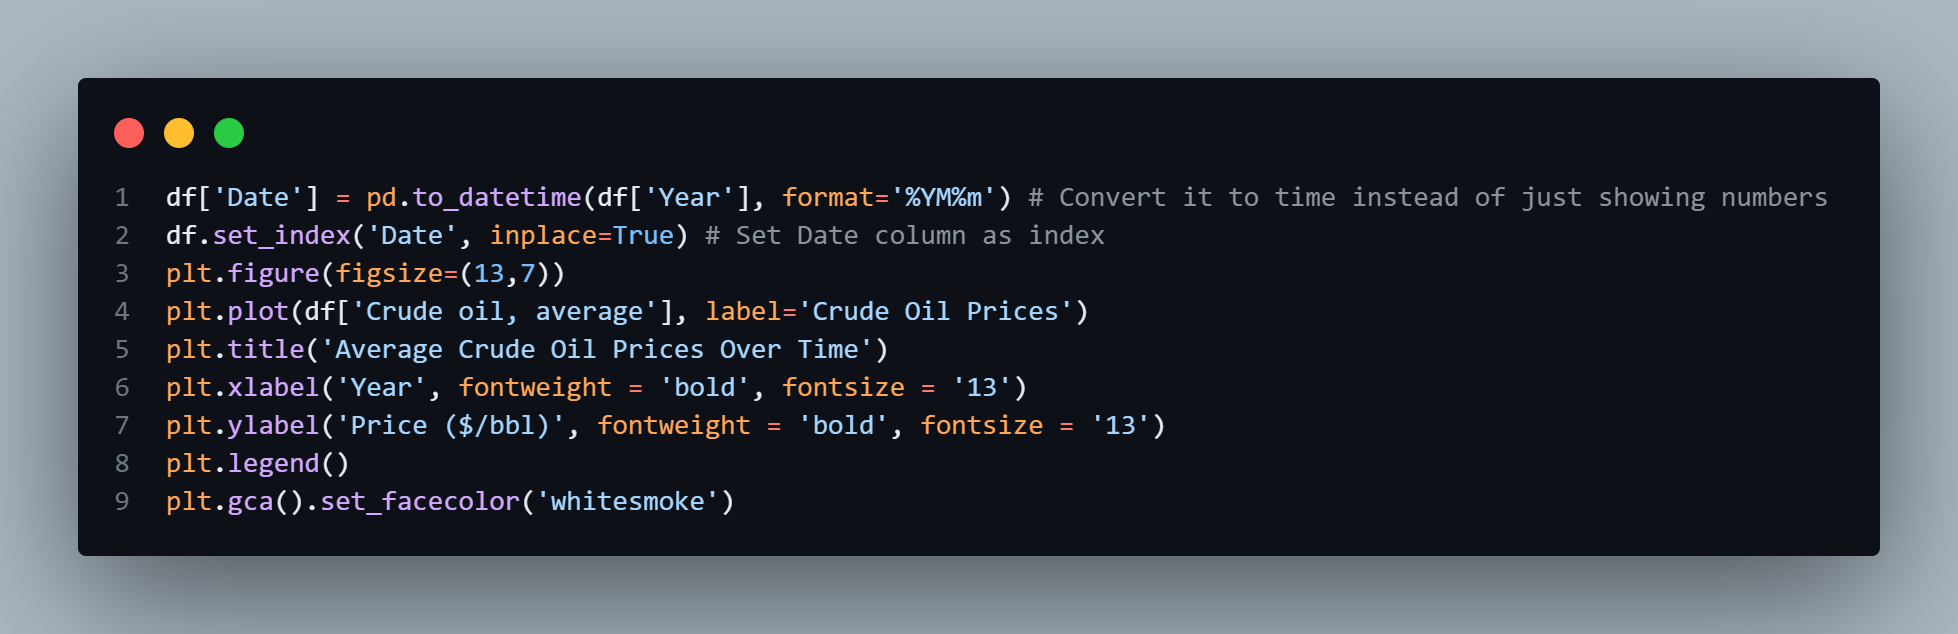 1 df['Date'] = pd.to_datetime(df['Year'], format='%YM%m') # Convert it to time instead of just showing numbers
2 df.set_index('Date', inplace=True) # Set Date column as index
3 plt.figure(figsize=(13,7))
4 plt.plot(df['Crude oil, average'], label='Crude Oil Prices')
5 plt.title('Average Crude Oil Prices Over Time')
6 plt.xlabel('Year', fontweight = 'bold', fontsize = '13')
7 plt.ylabel('Price ($/bbl)', fontweight = 'bold', fontsize = '13')
8 plt.legend()
9 plt.gca().set_facecolor('whitesmoke')